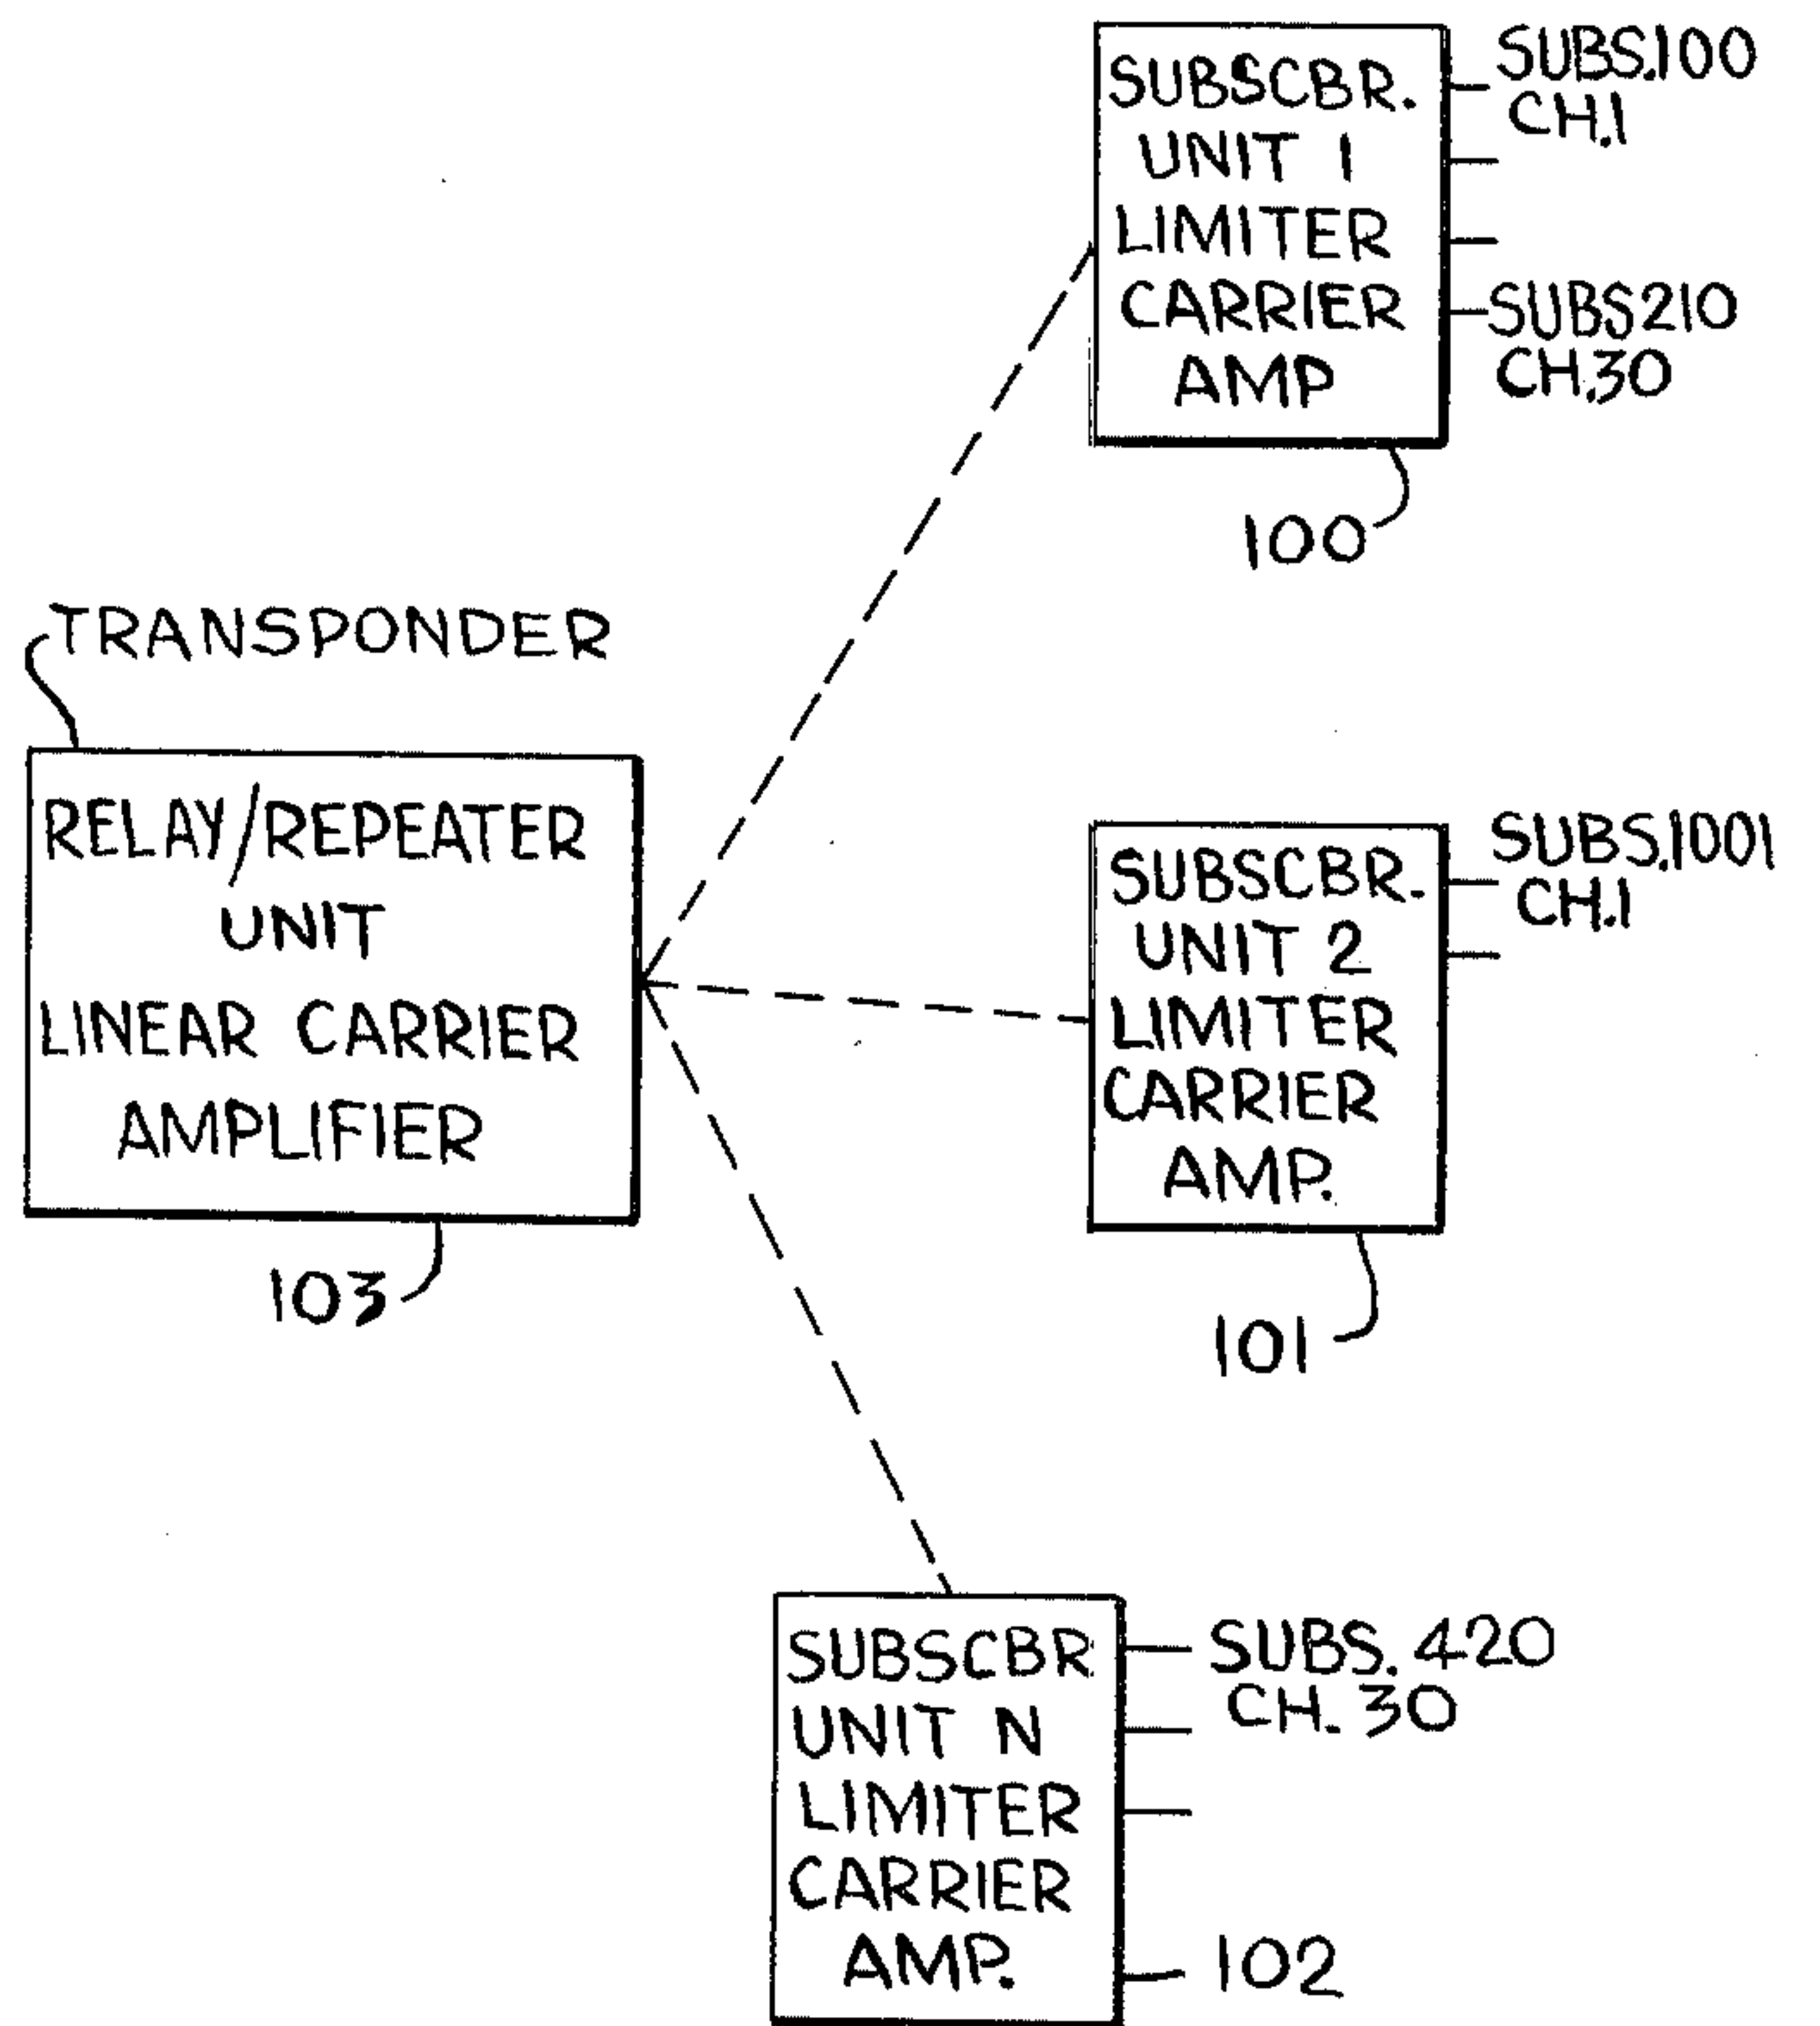 SUBSCBR.
UNIT 1
LIMITER
CARRIER
AMP
SUBS.100
CH.1
SUBS210
CH.30
100
TRANSPONDER
RELAY/REPEATER
UNIT
LINEAR CARRIER
AMPLIFIER
103
SUBSCBR.
UNIT 2
LIMITER
CARRIER
AMP.
SUBS.1001
CH.1
101
SUBSCBR.
UNIT N
LIMITER
CARRIER
AMP.
SUBS. 420
CH. 30
102